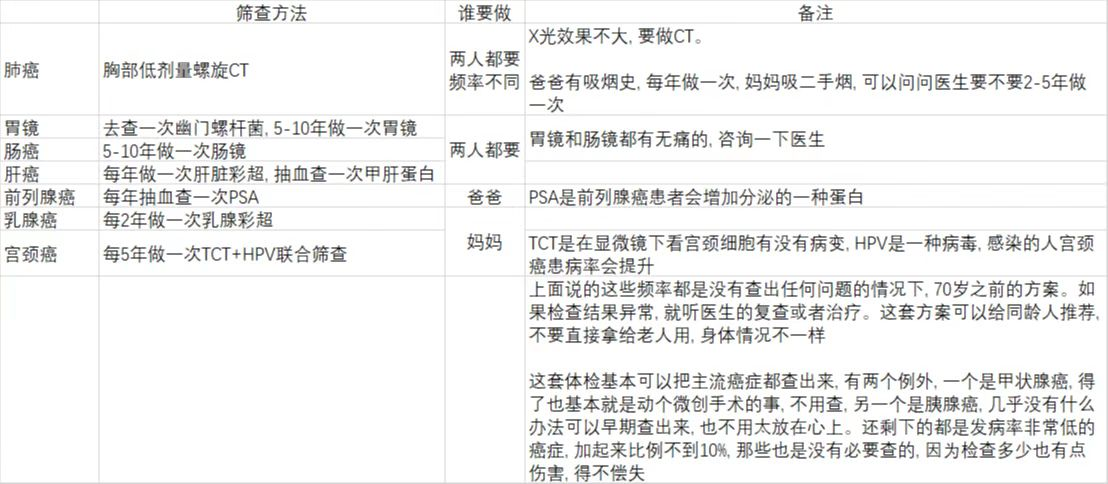 筛查方法 谁要做 备注
肺癌 胸部低剂量螺旋CT 两人都要
频率不同
X光效果不大, 要做CT。
爸爸有吸烟史, 每年做一次, 妈妈吸二手烟, 可以问问医生要不要2-5年做
一次
胃镜 去查一次幽门螺杆菌, 5-10年做一次胃镜
肠癌 5-10年做一次肠镜
肝癌 每年做一次肝脏彩超, 抽血查一次甲肝蛋白
两人都要
胃镜和肠镜都有无痛的, 咨询一下医生
前列腺癌 每年抽血查一次PSA 爸爸 PSA是前列腺癌患者会增加分泌的一种蛋白
乳腺癌 每2年做一次乳腺彩超
宫颈癌 每5年做一次TCT+HPV联合筛查
妈妈
TCT是在显微镜下看宫颈细胞有没有病变, HPV是一种病毒, 感染的人宫颈
癌患病率会提升
上面说的这些频率都是没有查出任何问题的情况下, 70岁之前的方案。如
果检查结果异常, 就听医生的复查或者治疗。这套方案可以给同龄人推荐,
不要直接拿给老人用, 身体情况不一样
这套体检基本可以把主流癌症都查出来, 有两个例外, 一个是甲状腺癌, 得
了也基本就是动个微创手术的事, 不用查, 另一个是胰腺癌, 几乎没有什么
办法可以早期查出来, 也不用太放在心上。还剩下的都是发病率非常低的
癌症, 加起来比例不到10%, 那些也是没有必要查的, 因为检查多少也有点
伤害, 得不偿失